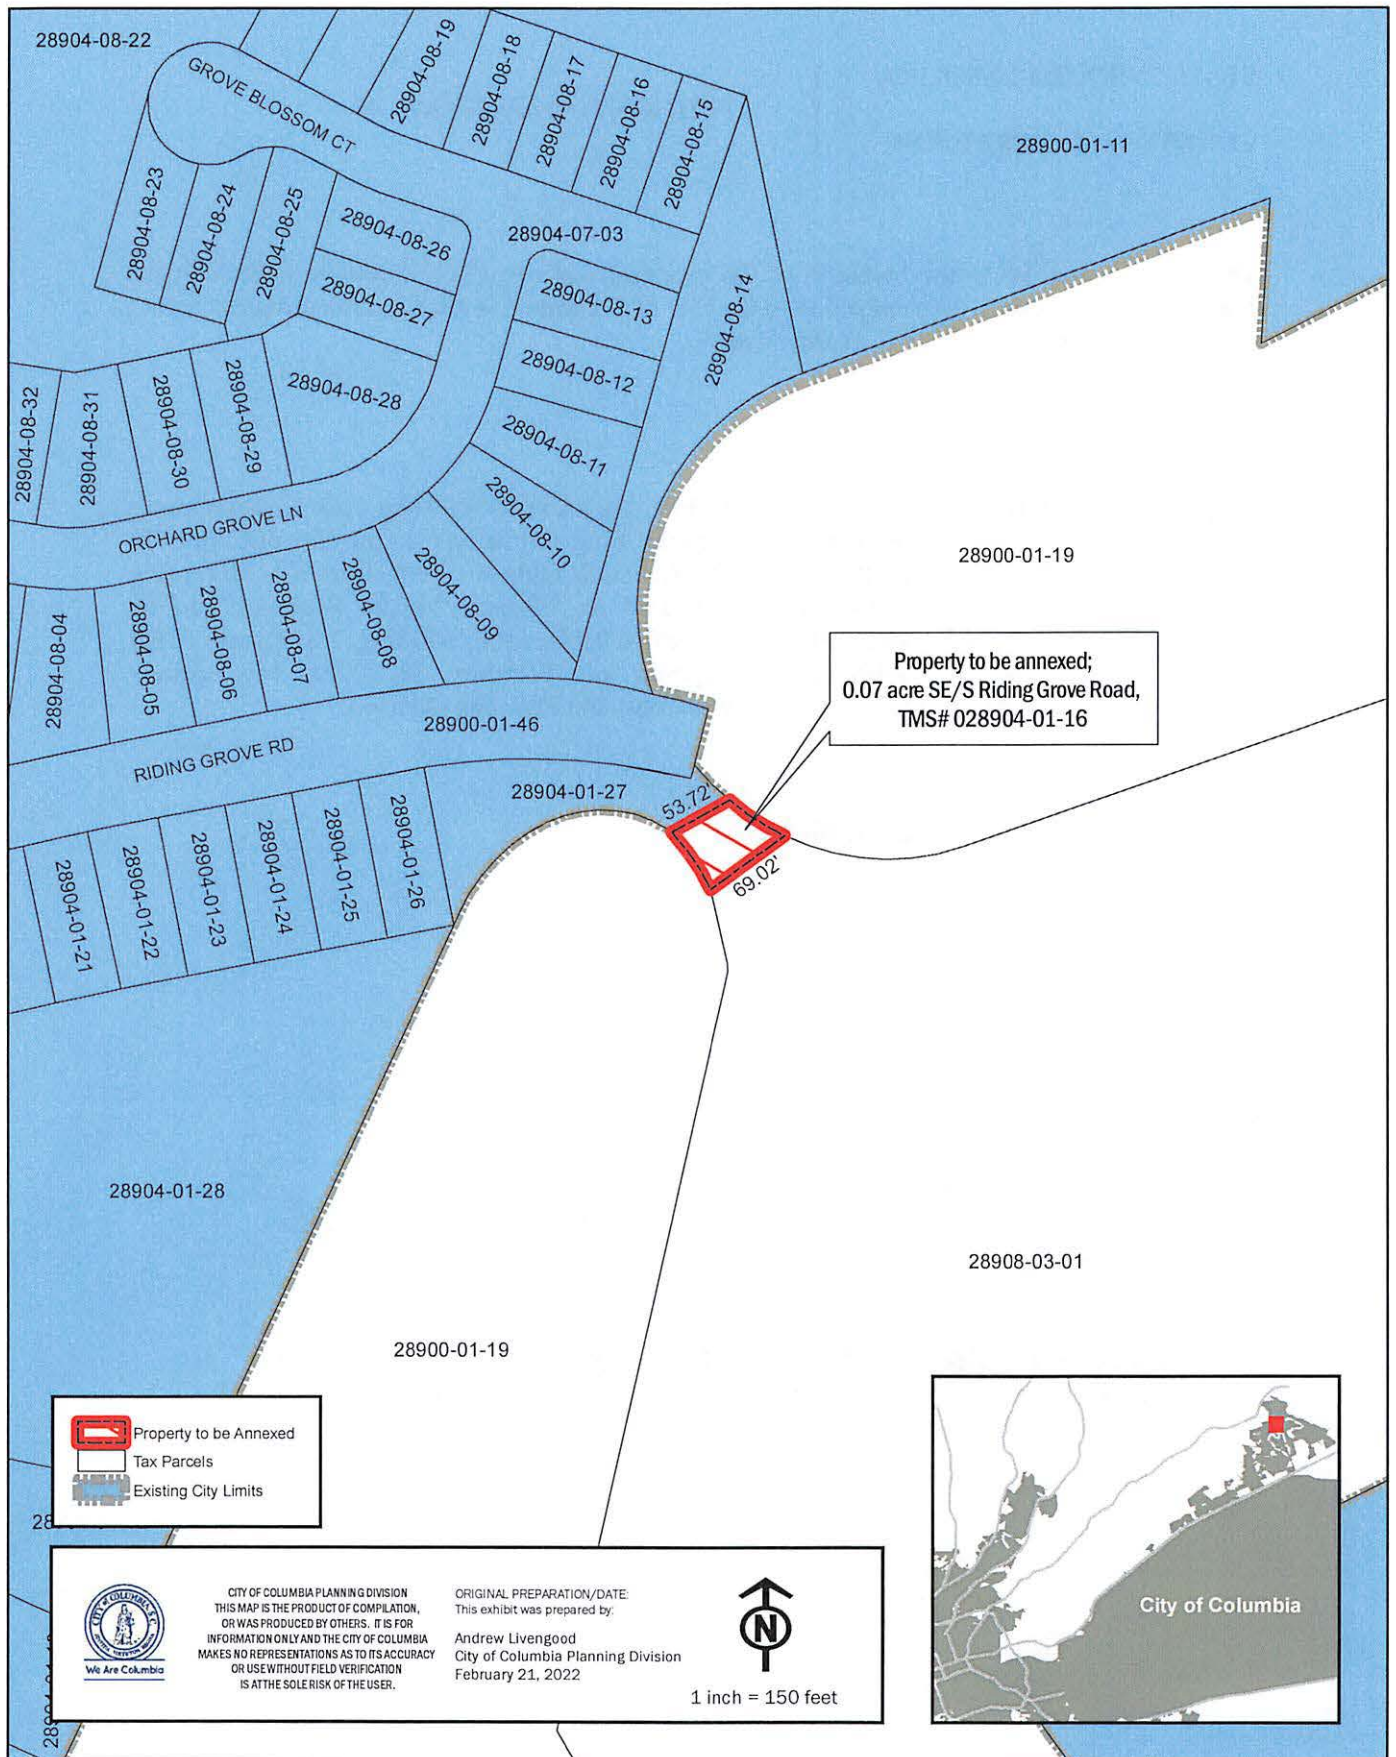 28904-08-22
GROVE BLOSSOM CT
28904-08-19
28904-08-18
28904-08-17
28904-08-16
28904-08-15
28900-01-11
28904-08-23
28904-08-24
28904-08-25
28904-08-26
28904-07-03
28904-08-27
28904-08-13
28904-08-14
28904-08-12
28904-08-28
28904-08-32
28904-08-31
28904-08-30
28904-08-29
28904-08-11
28904-08-10
ORCHARD GROVE LN
28900-01-19
28904-08-04
28904-08-05
28904-08-06
28904-08-07
28904-08-08
28904-08-09
Property to be annexed;
0.07 acre SE/S Riding Grove Road,
TMS# 028904-01-16
28900-01-46
RIDING GROVE RD
28904-01-27
53.72'
69.02'
28904-01-21
28904-01-22
28904-01-23
28904-01-24
28904-01-25
28904-01-26
28904-01-28
28908-03-01
28900-01-19
Property to be Annexed
Tax Parcels
Existing City Limits
28
CITY OF COLUMBIA, S.C.
We Are Columbia
CITY OF COLUMBIA PLANNING DIVISION
THIS MAP IS THE PRODUCT OF COMPILATION,
OR WAS PRODUCED BY OTHERS. IT IS FOR
INFORMATION ONLY AND THE CITY OF COLUMBIA
MAKES NO REPRESENTATIONS AS TO ITS ACCURACY
OR USE WITHOUT FIELD VERIFICATION
IS AT THE SOLE RISK OF THE USER.
ORIGINAL PREPARATION/DATE:
This exhibit was prepared by:
Andrew Livengood
City of Columbia Planning Division
February 21, 2022
N
1 inch = 150 feet
City of Columbia